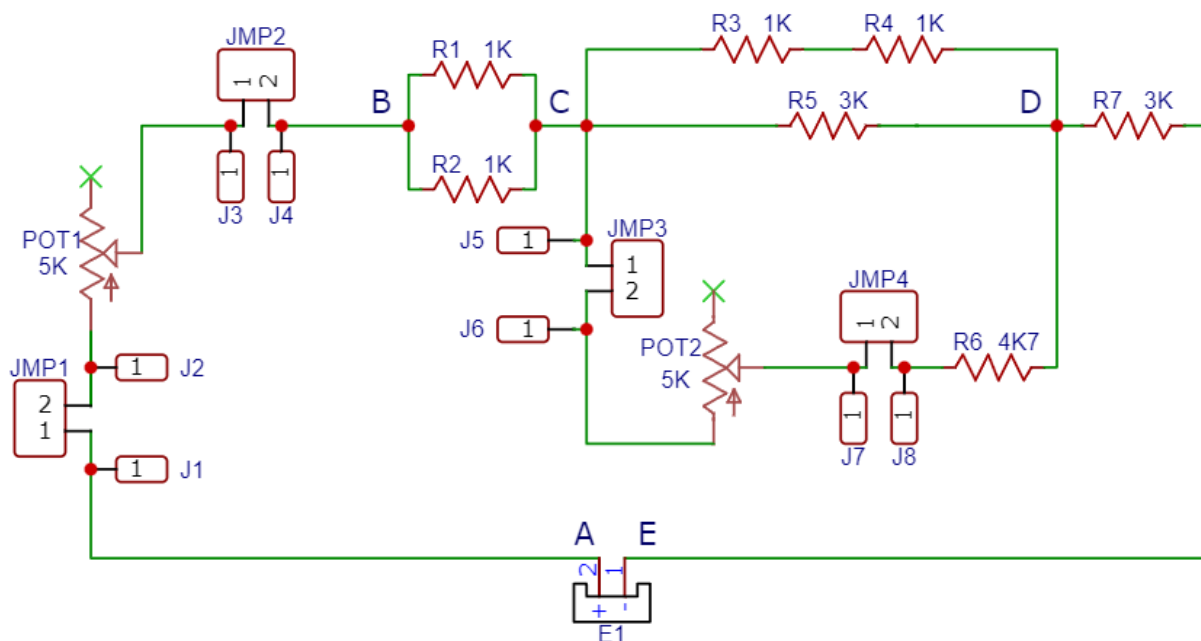 R3 1K
R4 1K
JMP2
R1 1K
1
2
B
C
R5 3K
D
R7 3K
1
1
R2 1K
J3
J4
POT1
5K
J5
1
JMP3
1
2
JMP4
1
2
J6
1
POT2
5K
R6 4K7
JMP1
1
J2
2
1
1
1
J7
J8
1
J1
A
E
2
1
+
-
E1